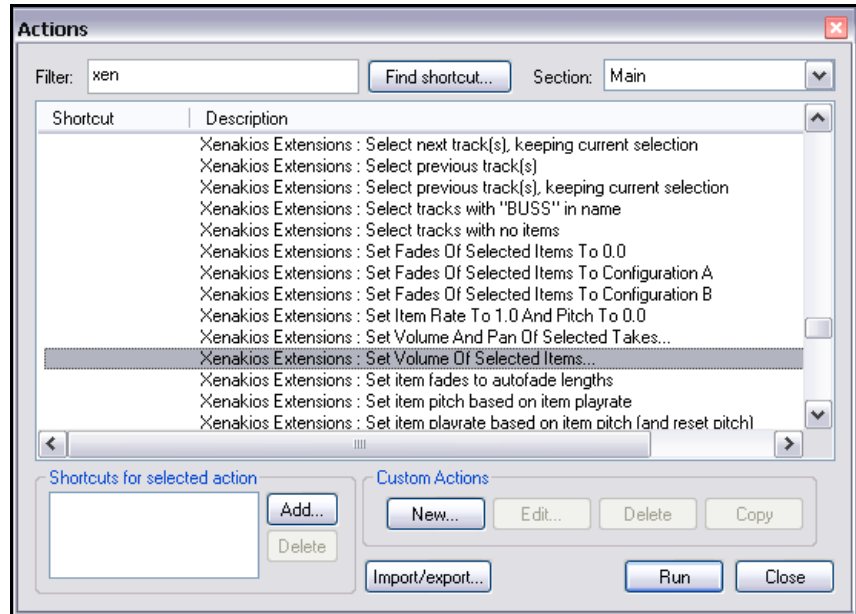 Actions
Filter: xen Find shortcut... Section: Main
Shortcut Description
Xenakios Extensions : Select next track(s), keeping current selection
Xenakios Extensions : Select previous track(s)
Xenakios Extensions : Select previous track(s), keeping current selection
Xenakios Extensions : Select tracks with "BUSS" in name
Xenakios Extensions : Select tracks with no items
Xenakios Extensions : Set Fades Of Selected Items To 0.0
Xenakios Extensions : Set Fades Of Selected Items To Configuration A
Xenakios Extensions : Set Fades Of Selected Items To Configuration B
Xenakios Extensions : Set Item Rate To 1.0 And Pitch To 0.0
Xenakios Extensions : Set Volume And Pan Of Selected Takes...
Xenakios Extensions : Set Volume Of Selected Items...
Xenakios Extensions : Set item fades to autofade lengths
Xenakios Extensions : Set item pitch based on item playrate
Xenakios Extensions : Set item playrate based on item pitch (and reset pitch)
Shortcuts for selected action Custom Actions
Add... New... Edit... Delete Copy
Delete
Import/export... Run Close